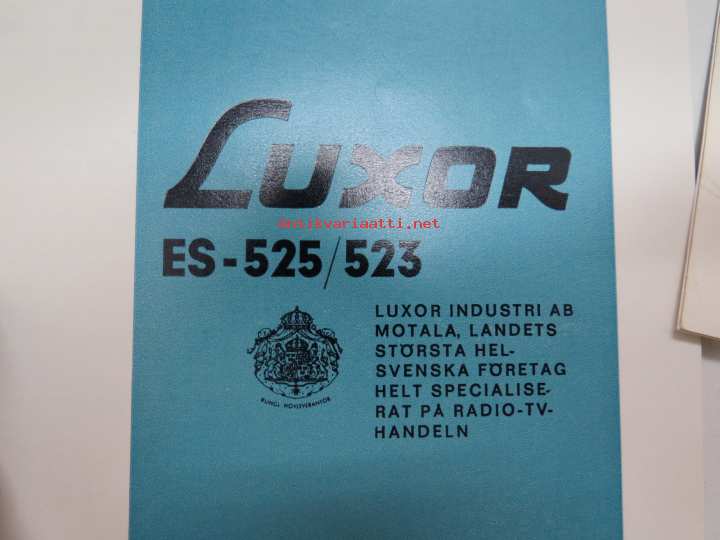 LUXOR
antikvariaatti.net
ES-525/523
LUXOR INDUSTRI AB
MOTALA, LANDETS
STÖRSTA HEL-
SVENSKA FÖRETAG
HELT SPECIALISE-
RAT PÅ RADIO-TV-
HANDELN
KUNGL HOVLEVERANTÖR